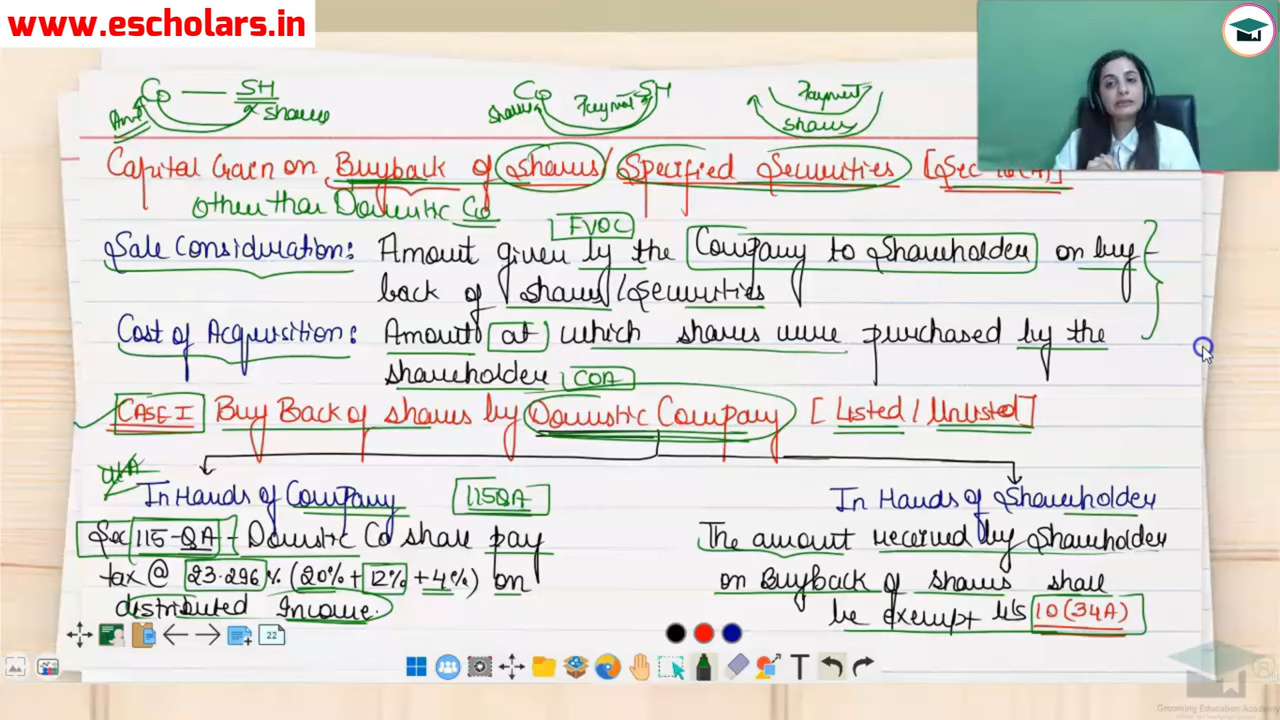 www.escholars.in
Co — SH
Amt
shares
Co SH
shares Payment
Payment
shares
Capital Gain on Buyback of shares / Specified Securities
other than Domestic Co
FVOC
Sale Consideration: Amount given by the Company to Shareholder on buy
back of shares / Securities
Cost of Acquisition: Amount at which shares were purchased by the
shareholder COA
CASE I Buy Back of shares by Domestic Company [Listed / Unlisted]
In Hands of Company 115QA In Hands of Shareholder
Sec 115-QA - Domestic Co shall pay
tax @ 23.296% (20% + 12% + 4%) on
distributed Income.
The amount received by Shareholder
on Buyback of shares shall
be exempt u/s 10(34A)
22
Grooming Education Academy